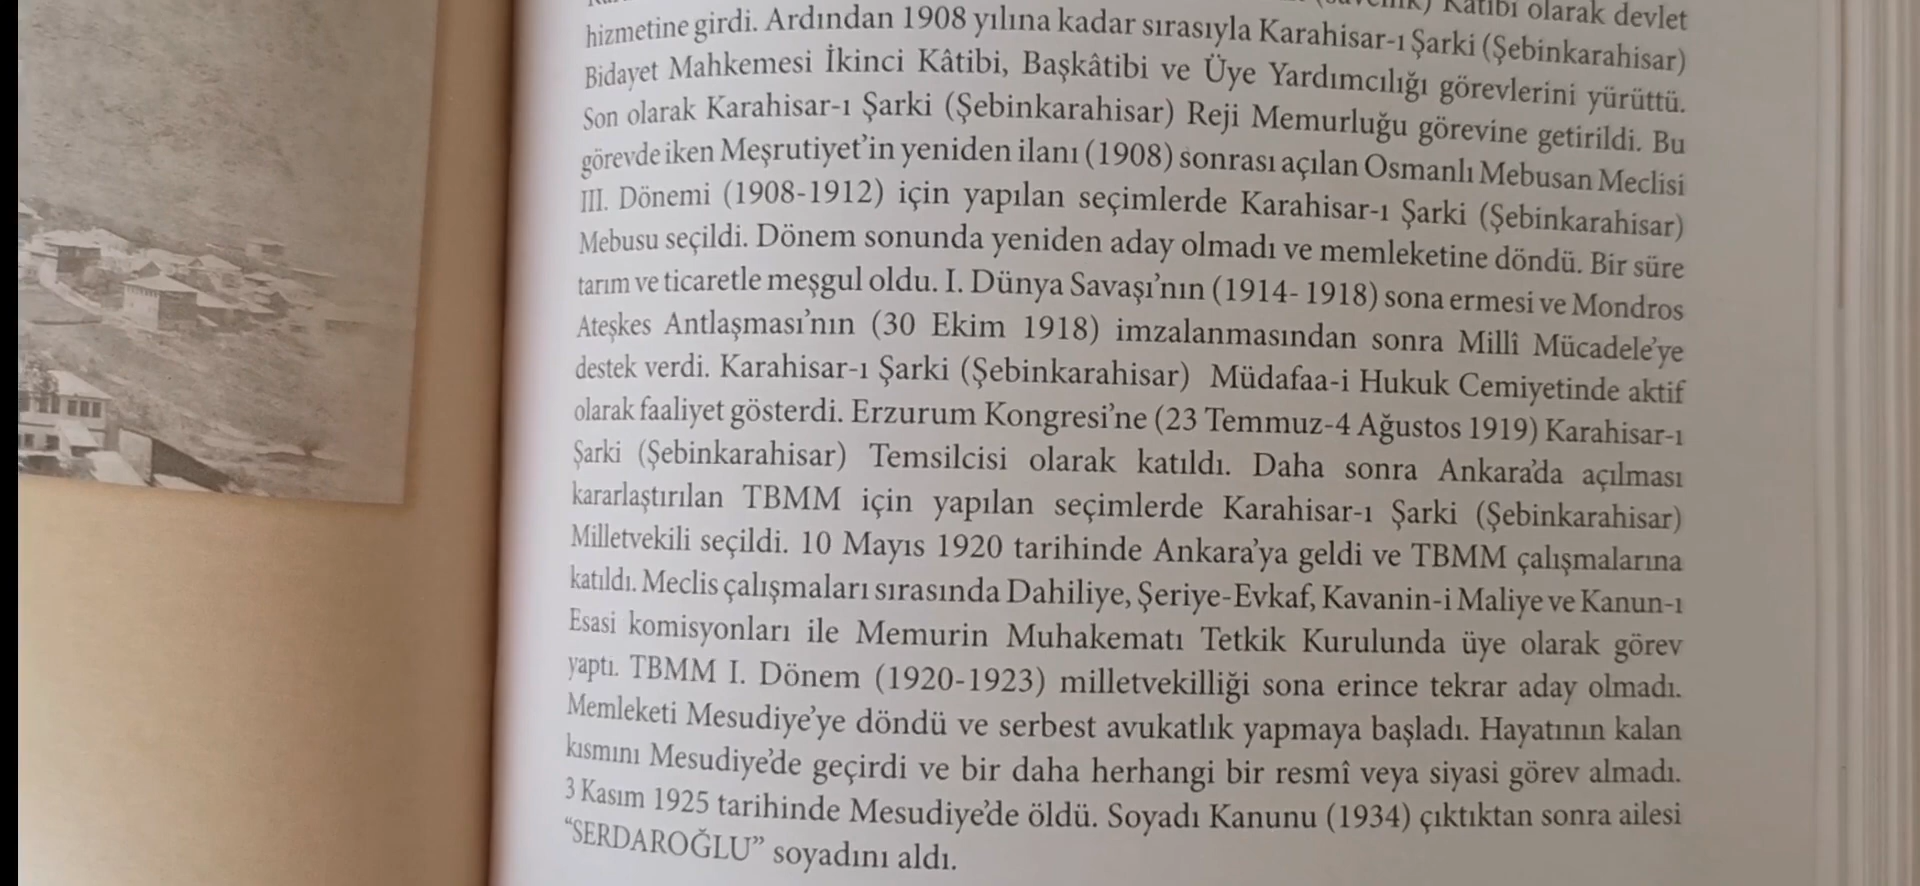 Kâtibi olarak devlet
hizmetine girdi. Ardından 1908 yılına kadar sırasıyla Karahisar-ı Şarki (Şebinkarahisar)
Bidayet Mahkemesi İkinci Kâtibi, Başkâtibi ve Üye Yardımcılığı görevlerini yürüttü.
Son olarak Karahisar-ı Şarki (Şebinkarahisar) Reji Memurluğu görevine getirildi. Bu
görevde iken Meşrutiyet’in yeniden ilanı (1908) sonrası açılan Osmanlı Mebusan Meclisi
III. Dönemi (1908-1912) için yapılan seçimlerde Karahisar-ı Şarki (Şebinkarahisar)
Mebusu seçildi. Dönem sonunda yeniden aday olmadı ve memleketine döndü. Bir süre
tarım ve ticaretle meşgul oldu. I. Dünya Savaşı’nın (1914- 1918) sona ermesi ve Mondros
Ateşkes Antlaşması’nın (30 Ekim 1918) imzalanmasından sonra Millî Mücadele’ye
destek verdi. Karahisar-ı Şarki (Şebinkarahisar) Müdafaa-i Hukuk Cemiyetinde aktif
olarak faaliyet gösterdi. Erzurum Kongresi’ne (23 Temmuz-4 Ağustos 1919) Karahisar-ı
Şarki (Şebinkarahisar) Temsilcisi olarak katıldı. Daha sonra Ankara’da açılması
kararlaştırılan TBMM için yapılan seçimlerde Karahisar-ı Şarki (Şebinkarahisar)
Milletvekili seçildi. 10 Mayıs 1920 tarihinde Ankara’ya geldi ve TBMM çalışmalarına
katıldı. Meclis çalışmaları sırasında Dahiliye, Şeriye-Evkaf, Kavanin-i Maliye ve Kanun-ı
Esasi komisyonları ile Memurin Muhakematı Tetkik Kurulunda üye olarak görev
yaptı. TBMM I. Dönem (1920-1923) milletvekilliği sona erince tekrar aday olmadı.
Memleketi Mesudiye’ye döndü ve serbest avukatlık yapmaya başladı. Hayatının kalan
kısmını Mesudiye’de geçirdi ve bir daha herhangi bir resmî veya siyasi görev almadı.
3 Kasım 1925 tarihinde Mesudiye’de öldü. Soyadı Kanunu (1934) çıktıktan sonra ailesi
“SERDAROĞLU” soyadını aldı.